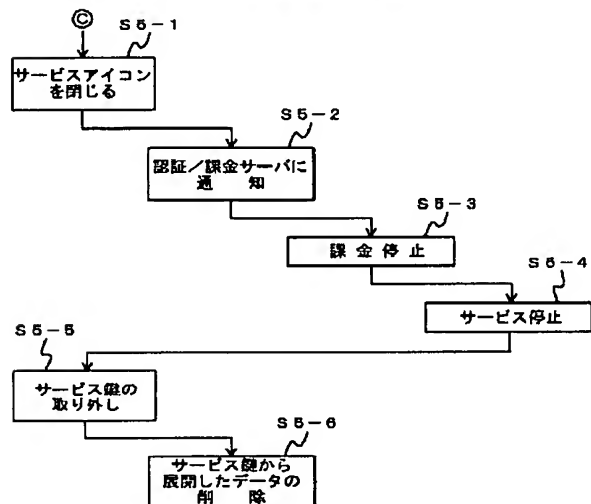 Ⓒ
S5-1
サービスアイコン
を閉じる
S5-2
認証/課金サーバに
通 知
S5-3
課 金 停 止
S5-4
サービス停止
S5-5
サービス鍵の
取り外し
S5-6
サービス鍵から
展開したデータの
削 除